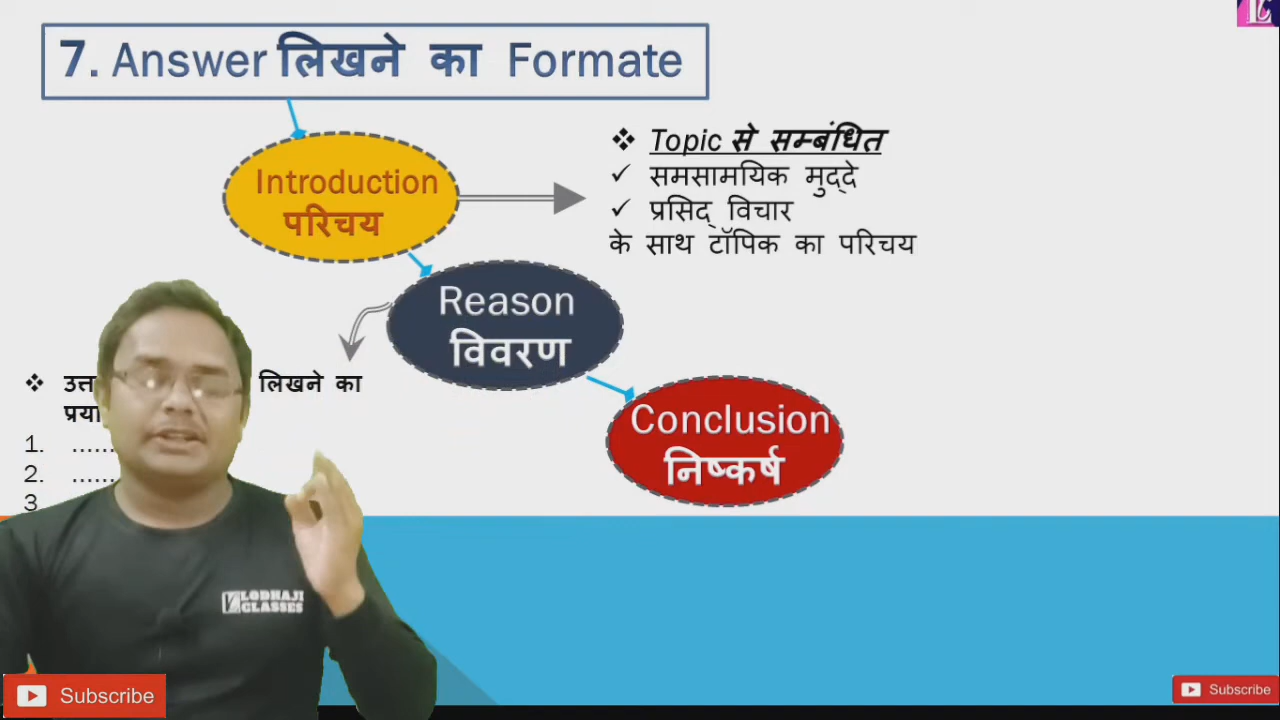 7. Answer लिखने का Formate
Introduction
परिचय
Topic से सम्बंधित
समसामयिक मुद्दे
प्रसिद् विचार
के साथ टॉपिक का परिचय
Reason
विवरण
लिखने का
1. ......
2. ......
3
Conclusion
निष्कर्ष
LODHAJI
CLASSES
Subscribe
Subscribe